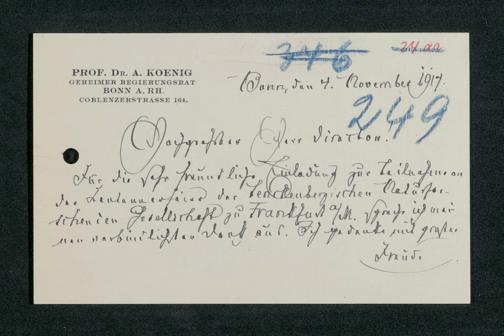 346
24 an
PROF. DR. A. KOENIG
GEHEIMER REGIERUNGSRAT
BONN A. RH.
COBLENZERSTRASSE 164.
Bonn, den 4. November 1917.
249
Hochgeehrter Herr Direktor.
Für die sehr freundliche Einladung zur Teilnahme an
der Zentenarfeier der Senckenbergischen Naturfor-
schenden Gesellschaft zu Frankfurt a/M. spreche ich mei-
nen verbindlichsten Dank aus. Ich gedenke mit großer
Freude